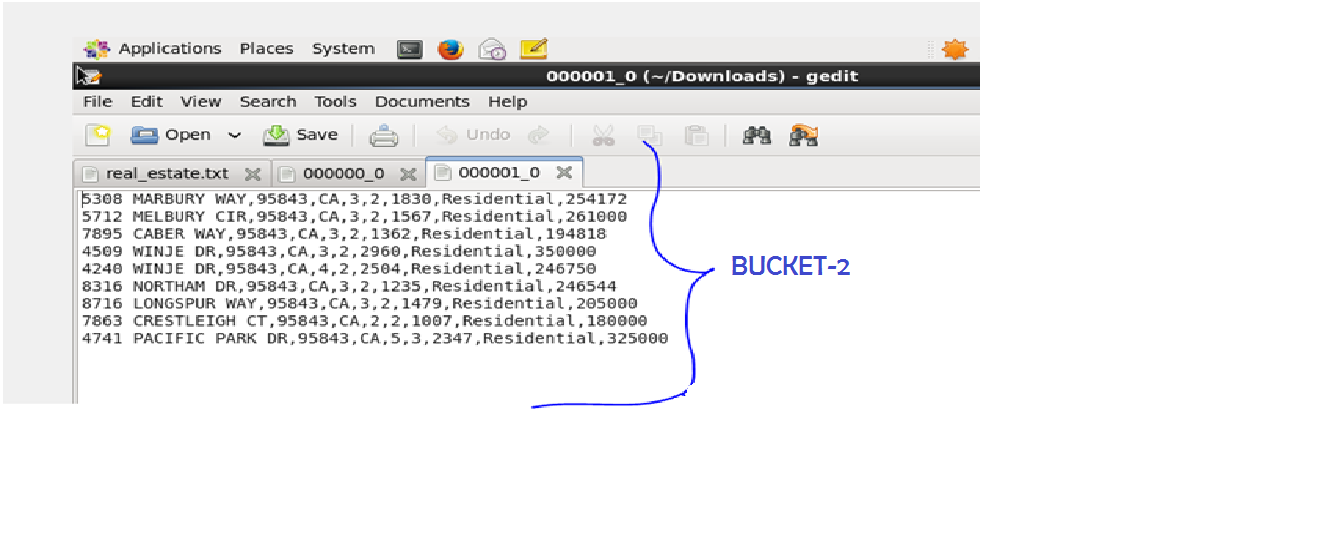 Applications Places System
000001_0 (~/Downloads) - gedit
File Edit View Search Tools Documents Help
Open Save Undo
real_estate.txt 000000_0 000001_0
5308 MARBURY WAY,95843,CA,3,2,1830,Residential,254172
5712 MELBURY CIR,95843,CA,3,2,1567,Residential,261000
7895 CABER WAY,95843,CA,3,2,1362,Residential,194818
4509 WINJE DR,95843,CA,3,2,2960,Residential,350000
4240 WINJE DR,95843,CA,4,2,2504,Residential,246750
8316 NORTHAM DR,95843,CA,3,2,1235,Residential,246544
8716 LONGSPUR WAY,95843,CA,3,2,1479,Residential,205000
7863 CRESTLEIGH CT,95843,CA,2,2,1007,Residential,180000
4741 PACIFIC PARK DR,95843,CA,5,3,2347,Residential,325000
BUCKET-2